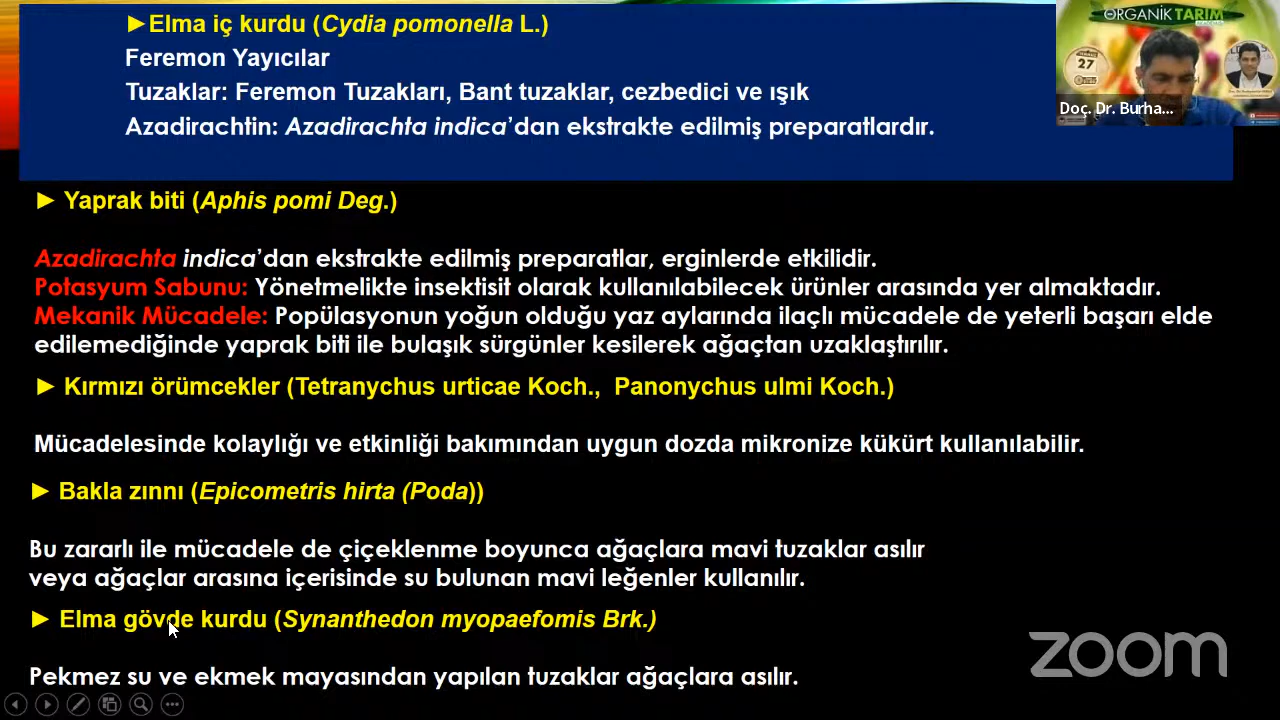 ►Elma iç kurdu (Cydia pomonella L.)
Feremon Yayıcılar
Tuzaklar: Feremon Tuzakları, Bant tuzaklar, cezbedici ve ışık
Azadirachtin: Azadirachta indica’dan ekstrakte edilmiş preparatlardır.
ORGANİK TARIM
27
Doç. Dr. Burha...
► Yaprak biti (Aphis pomi Deg.)
Azadirachta indica’dan ekstrakte edilmiş preparatlar, erginlerde etkilidir.
Potasyum Sabunu: Yönetmelikte insektisit olarak kullanılabilecek ürünler arasında yer almaktadır.
Mekanik Mücadele: Popülasyonun yoğun olduğu yaz aylarında ilaçlı mücadele de yeterli başarı elde
edilemediğinde yaprak biti ile bulaşık sürgünler kesilerek ağaçtan uzaklaştırılır.
► Kırmızı örümcekler (Tetranychus urticae Koch., Panonychus ulmi Koch.)
Mücadelesinde kolaylığı ve etkinliği bakımından uygun dozda mikronize kükürt kullanılabilir.
► Bakla zınnı (Epicometris hirta (Poda))
Bu zararlı ile mücadele de çiçeklenme boyunca ağaçlara mavi tuzaklar asılır
veya ağaçlar arasına içerisinde su bulunan mavi leğenler kullanılır.
► Elma gövde kurdu (Synanthedon myopaefomis Brk.)
Pekmez su ve ekmek mayasından yapılan tuzaklar ağaçlara asılır.
zoom